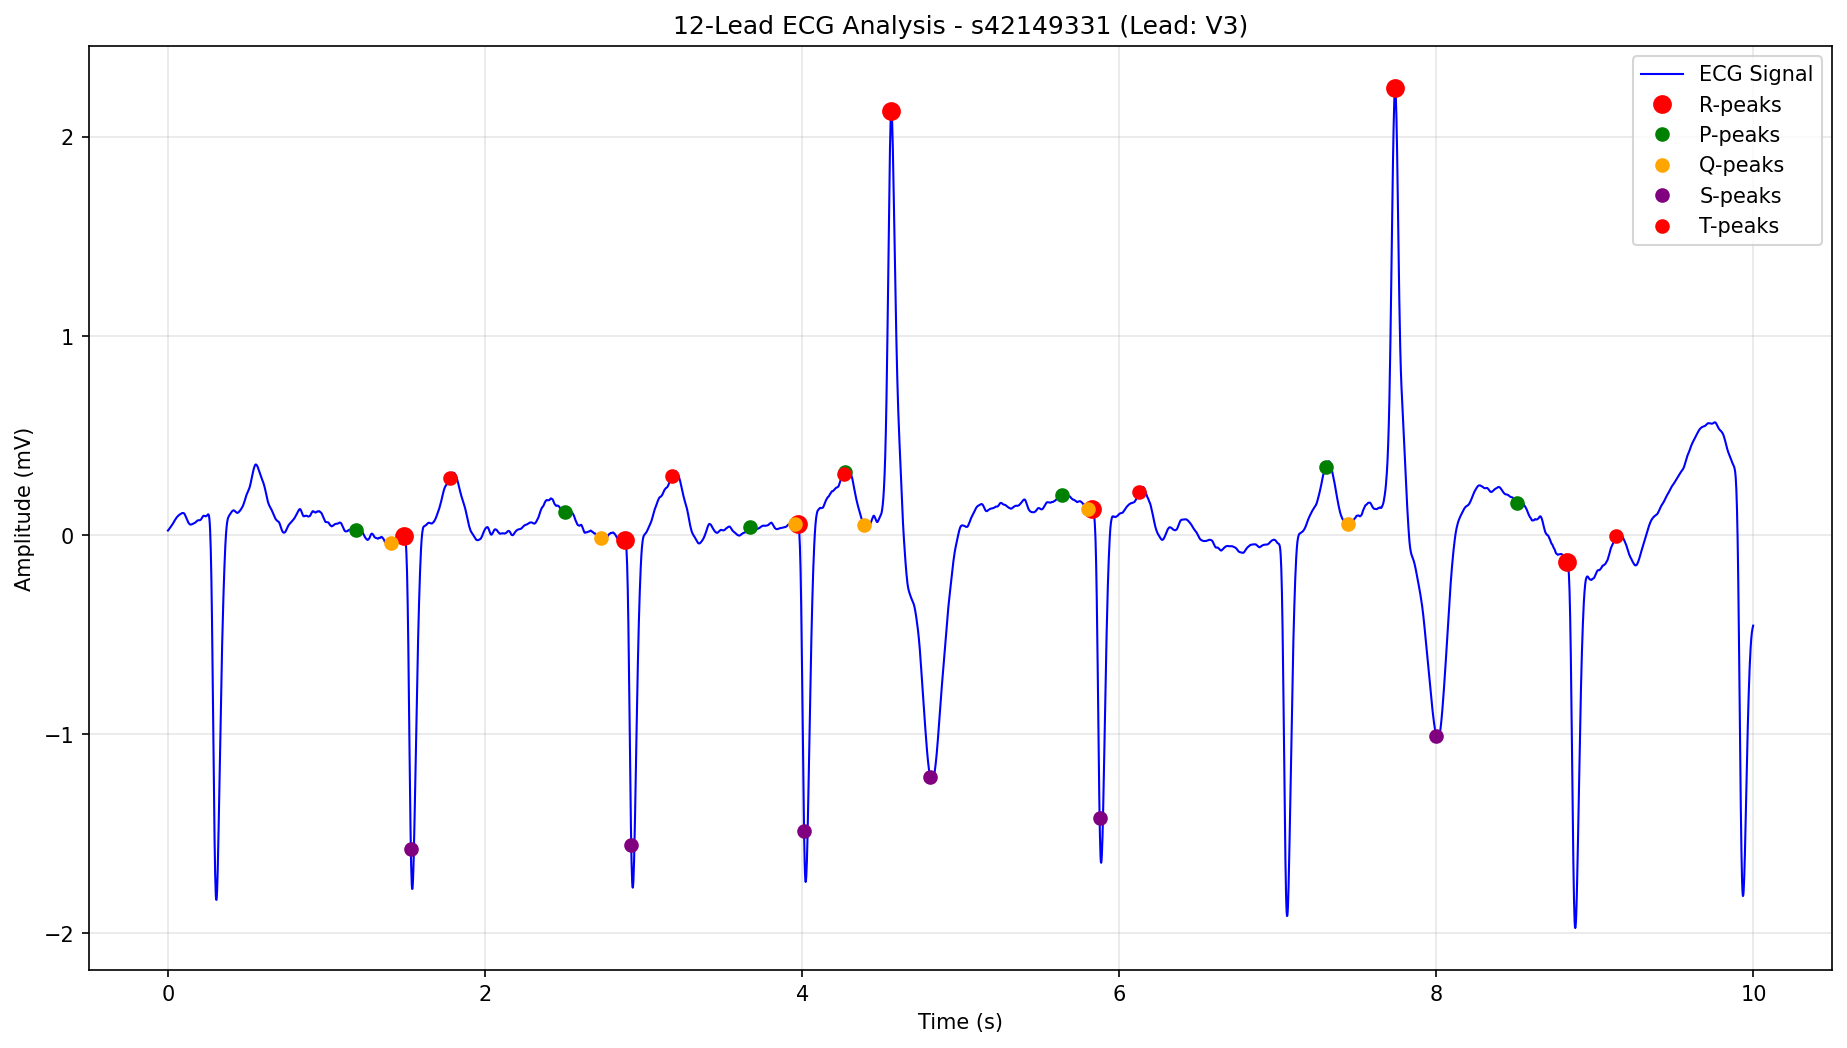 12-Lead ECG Analysis - s42149331 (Lead: V3)
ECG Signal
R-peaks
P-peaks
Q-peaks
S-peaks
T-peaks
Amplitude (mV)
2
1
0
−1
−2
0
2
4
6
8
10
Time (s)